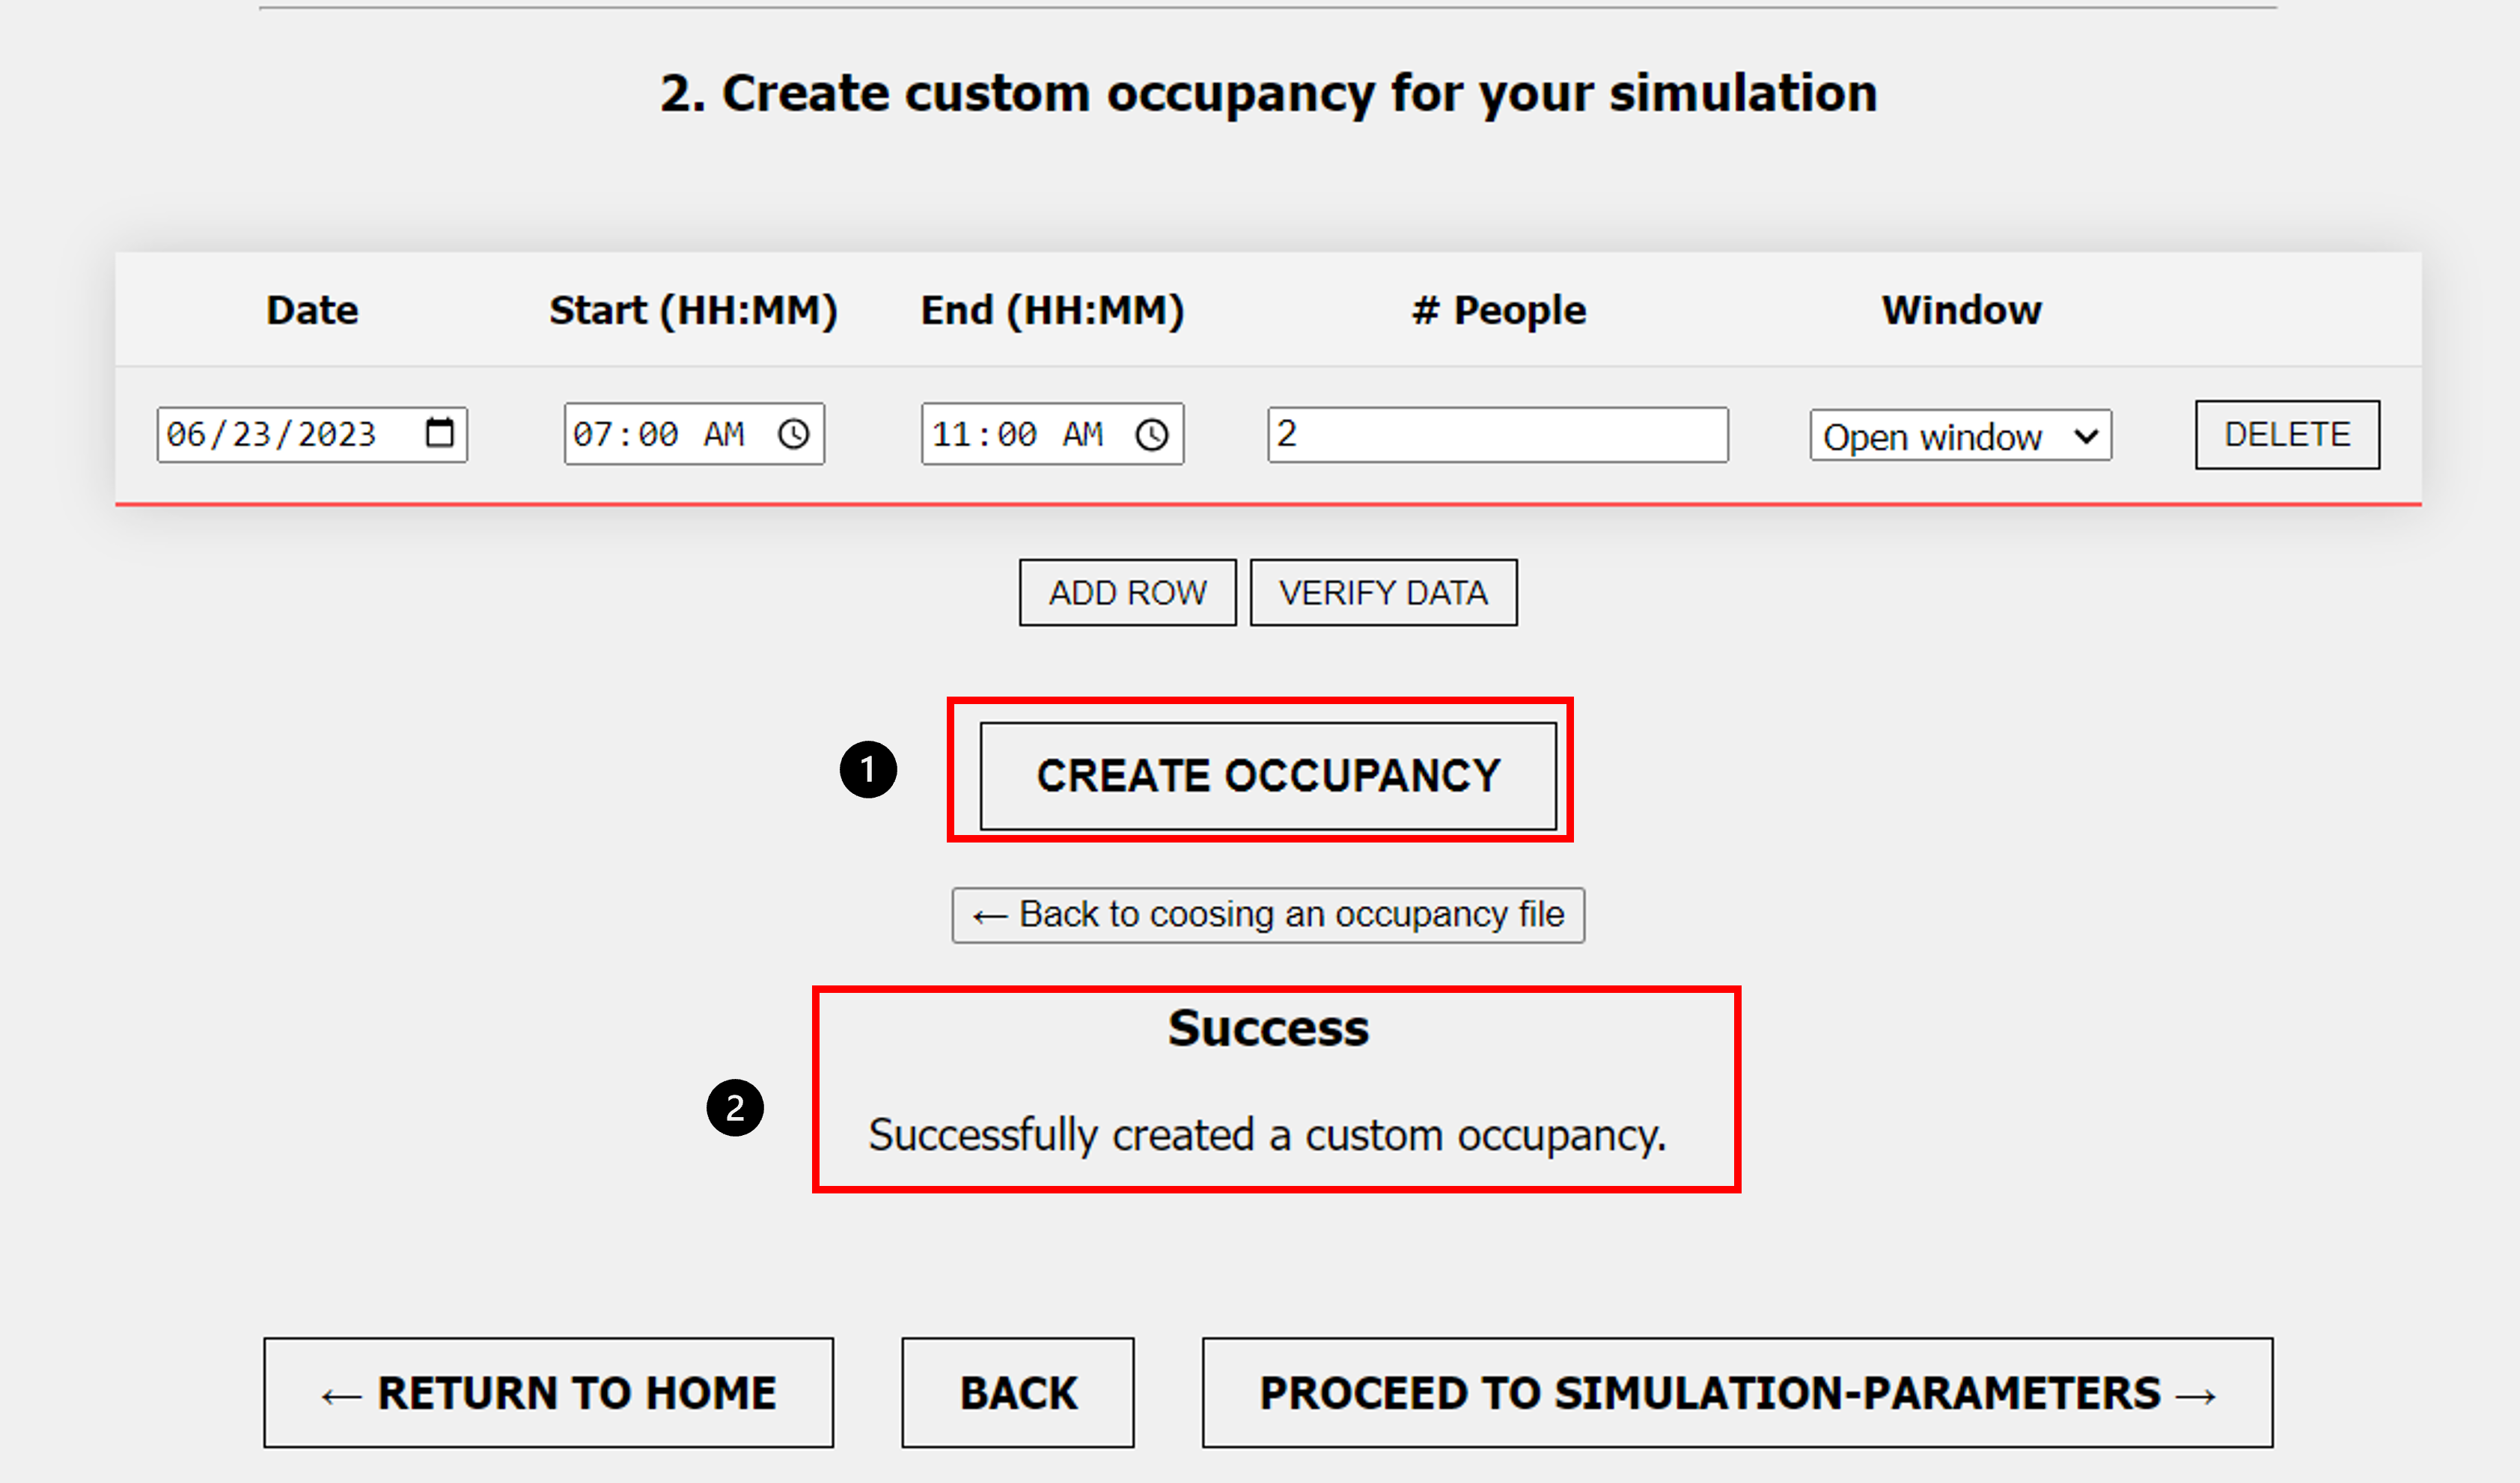 2. Create custom occupancy for your simulation
Date Start (HH:MM) End (HH:MM) # People Window
06/23/2023 07:00 AM 11:00 AM 2 Open window DELETE
ADD ROW VERIFY DATA
1 CREATE OCCUPANCY
← Back to coosing an occupancy file
Success
2 Successfully created a custom occupancy.
← RETURN TO HOME BACK PROCEED TO SIMULATION-PARAMETERS →